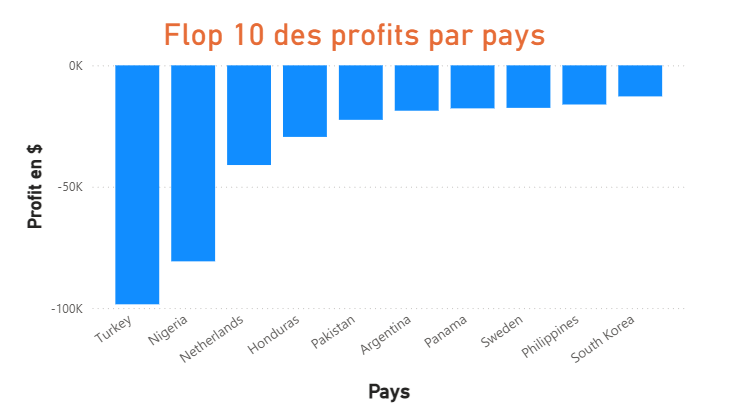 Flop 10 des profits par pays
0K
-50K
-100K
Profit en $
Turkey
Nigeria
Netherlands
Honduras
Pakistan
Argentina
Panama
Sweden
Philippines
South Korea
Pays